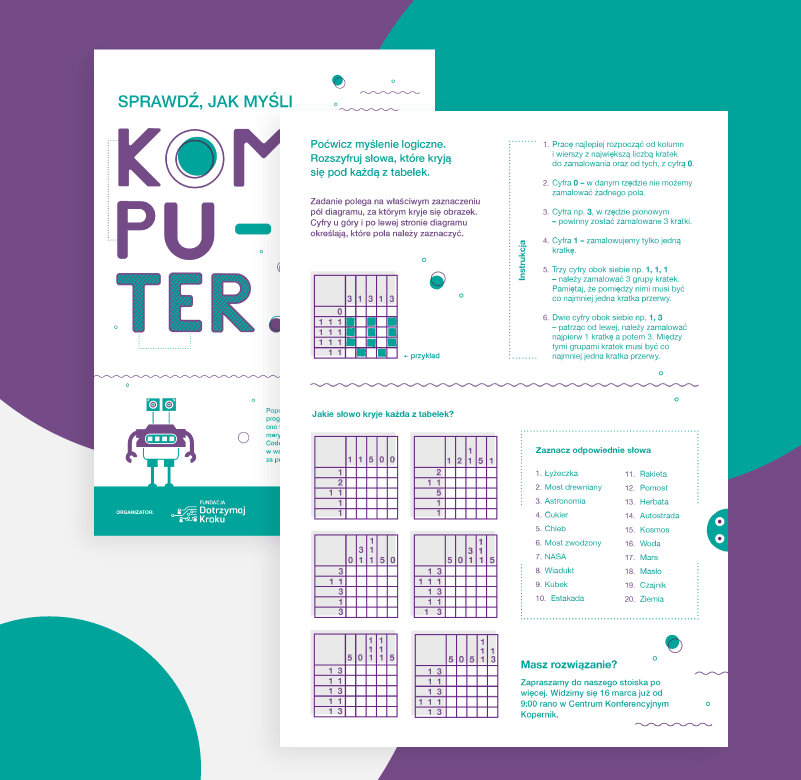 SPRAWDŹ, JAK MYŚLI
KOM
PU-
TER.
Pop
prog
ono
mery
Code
w wa
za p
ORGANIZATOR:
FUNDACJA
Dotrzymaj
Kroku
Poćwicz myślenie logiczne.
Rozszyfruj słowa, które kryją
się pod każdą z tabelek.
Zadanie polega na właściwym zaznaczeniu
pól diagramu, za którym kryje się obrazek.
Cyfry u góry i po lewej stronie diagramu
określają, które pola należy zaznaczyć.
3 1 3 1 3
0
1 1 1
1 1 1
1 1 1
1 1
← przykład
Instrukcja
1. Pracę najlepiej rozpocząć od kolumn
i wierszy z największą liczbą kratek
do zamalowania oraz od tych, z cyfrą 0.
2. Cyfra 0 – w danym rzędzie nie możemy
zamalować żadnego pola.
3. Cyfra np. 3, w rzędzie pionowym
– powinny zostać zamalowane 3 kratki.
4. Cyfra 1 – zamalowujemy tylko jedną
kratkę.
5. Trzy cyfry obok siebie np. 1, 1, 1
– należy zamalować 3 grupy kratek.
Pamiętaj, że pomiędzy nimi musi być
co najmniej jedna kratka przerwy.
6. Dwie cyfry obok siebie np. 1, 3
– patrząc od lewej, należy zamalować
najpierw 1 kratkę a potem 3. Między
tymi grupami kratek musi być co
najmniej jedna kratka przerwy.
Jakie słowo kryje każda z tabelek?
1 1 5 0 0
1
2
1 1
1
1
1
1 2 1 5 1
2
1 1
5
1
1
1
3 1
0 1 1 5 0
3
1 1
3
1
3
1
3 1
5 0 1 1 5
1 3
1 1 1
1 3
1 1
1 3
1 1
1 1
5 0 1 1 5
1 3
1 1
1 3
1 1
1 3
1
1 1
5 0 5 1 3
1 3
1 1 1
1 3
1 1 1
1 3
Zaznacz odpowiednie słowa
1. Łyżeczka
2. Most drewniany
3. Astronomia
4. Cukier
5. Chleb
6. Most zwodzony
7. NASA
8. Wiadukt
9. Kubek
10. Estakada
11. Rakieta
12. Pomost
13. Herbata
14. Autostrada
15. Kosmos
16. Woda
17. Mars
18. Masło
19. Czajnik
20. Ziemia
Masz rozwiązanie?
Zapraszamy do naszego stoiska po
więcej. Widzimy się 16 marca już od
9:00 rano w Centrum Konferencyjnym
Kopernik.